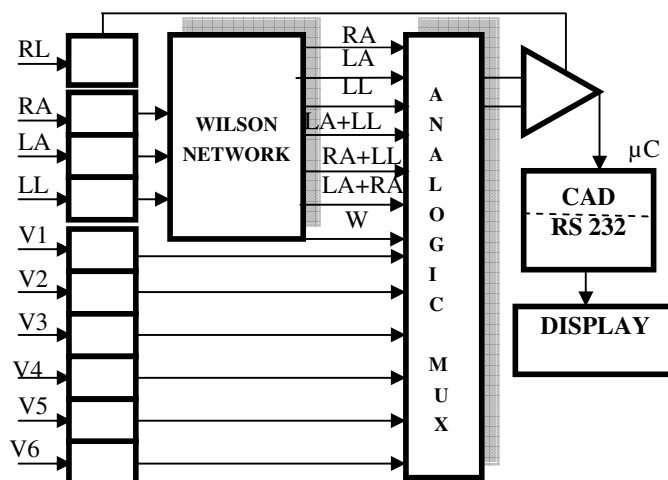 RL
RA
LA
LL
V1
V2
V3
V4
V5
V6
WILSON
NETWORK
RA
LA
LL
LA+LL
RA+LL
LA+RA
W
A
N
A
L
O
G
I
C
M
U
X
µC
CAD
RS 232
DISPLAY